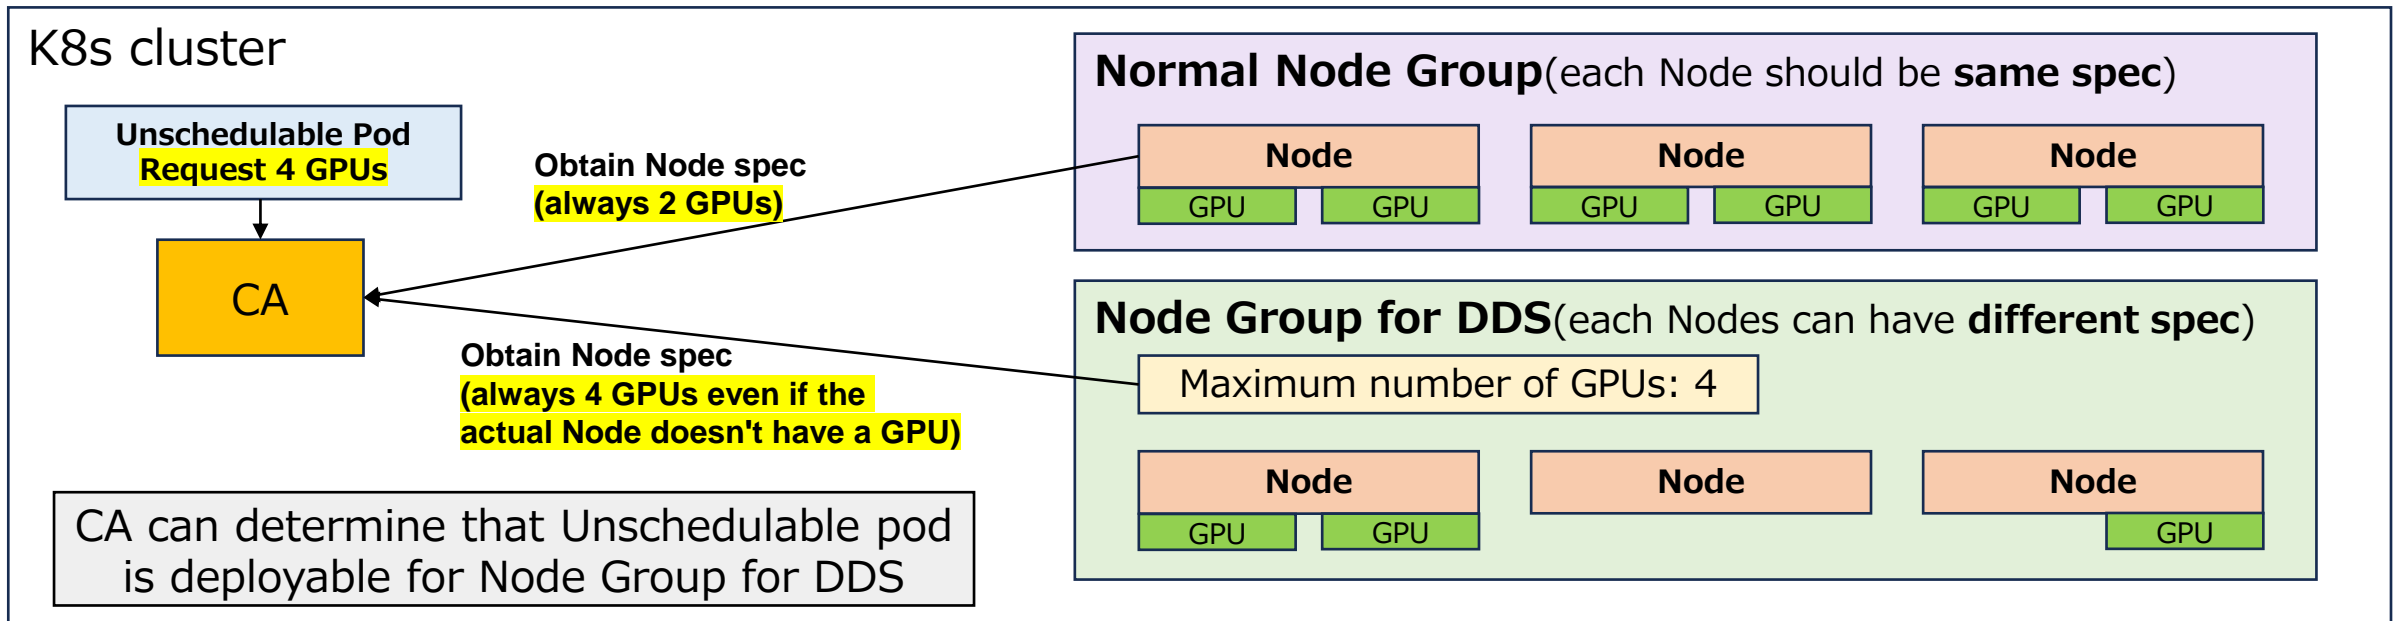 K8s cluster
Unschedulable Pod
Request 4 GPUs
CA
Obtain Node spec
(always 2 GPUs)
Obtain Node spec
(always 4 GPUs even if the
actual Node doesn't have a GPU)
CA can determine that Unschedulable pod
is deployable for Node Group for DDS
Normal Node Group(each Node should be same spec)
Node
GPU
GPU
Node
GPU
GPU
Node
GPU
GPU
Node Group for DDS(each Nodes can have different spec)
Maximum number of GPUs: 4
Node
GPU
GPU
Node
Node
GPU